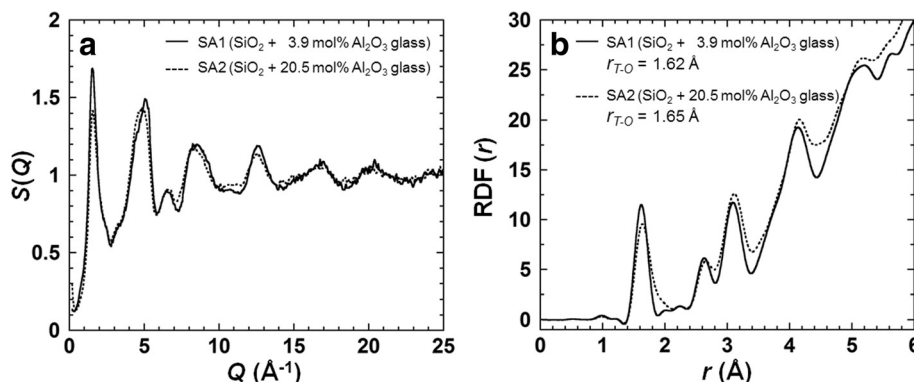 a
SA1 (SiO₂ + 3.9 mol% Al₂O₃ glass)
SA2 (SiO₂ + 20.5 mol% Al₂O₃ glass)
2
1.5
1
0.5
0
S(Q)
0 5 10 15 20 25
Q (Å⁻¹)
b
SA1 (SiO₂ + 3.9 mol% Al₂O₃ glass)
r_T-O = 1.62 Å
SA2 (SiO₂ + 20.5 mol% Al₂O₃ glass)
r_T-O = 1.65 Å
30
25
20
15
10
5
0
RDF (r)
0 1 2 3 4 5 6
r (Å)